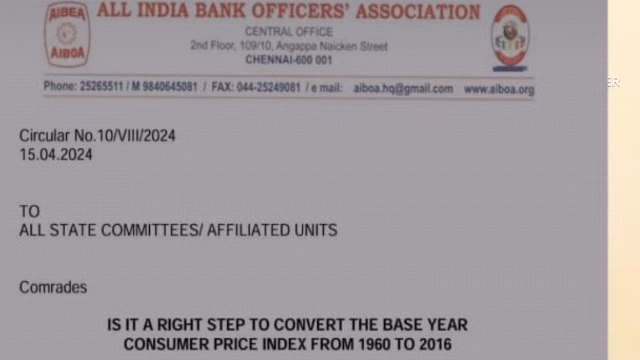 AIBEA
AIBOA
ALL INDIA BANK OFFICERS' ASSOCIATION
CENTRAL OFFICE
2nd Floor, 109/10, Angappa Naicken Street
CHENNAI-600 001
Phone: 25265511 / M 9840645081 / FAX: 044-25249081 / e mail: aiboa.hq@gmail.com www.aiboa.org
ER
Circular No.10/VIII/2024
15.04.2024
TO
ALL STATE COMMITTEES/ AFFILIATED UNITS
Comrades
IS IT A RIGHT STEP TO CONVERT THE BASE YEAR
CONSUMER PRICE INDEX FROM 1960 TO 2016